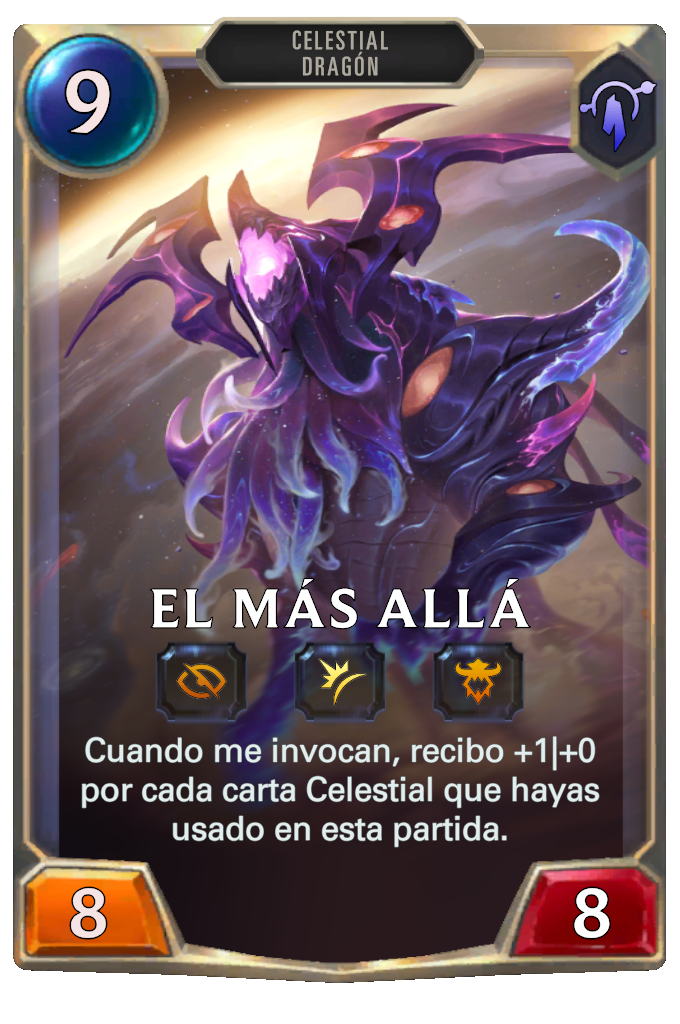 CELESTIAL
DRAGÓN
9
EL MÁS ALLÁ
Cuando me invocan, recibo +1|+0
por cada carta Celestial que hayas
usado en esta partida.
8
8